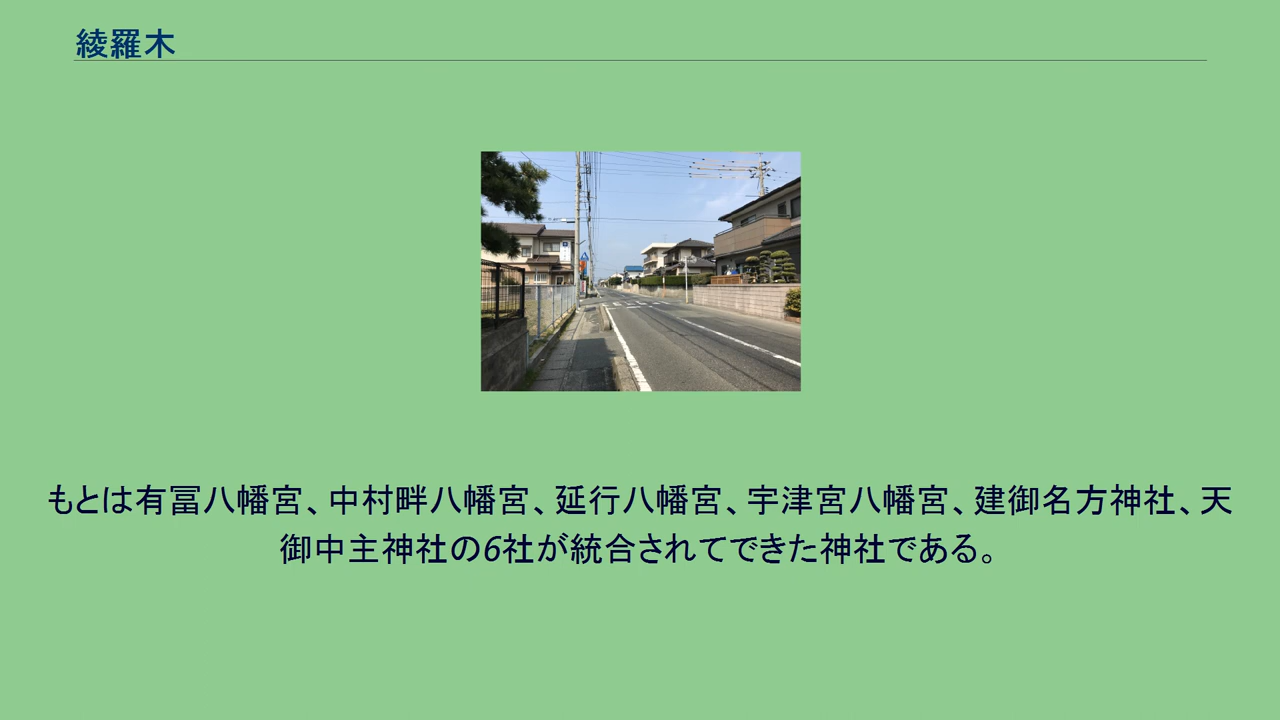 綾羅木
もとは有冨八幡宮、中村畔八幡宮、延行八幡宮、宇津宮八幡宮、建御名方神社、天
御中主神社の6社が統合されてできた神社である。